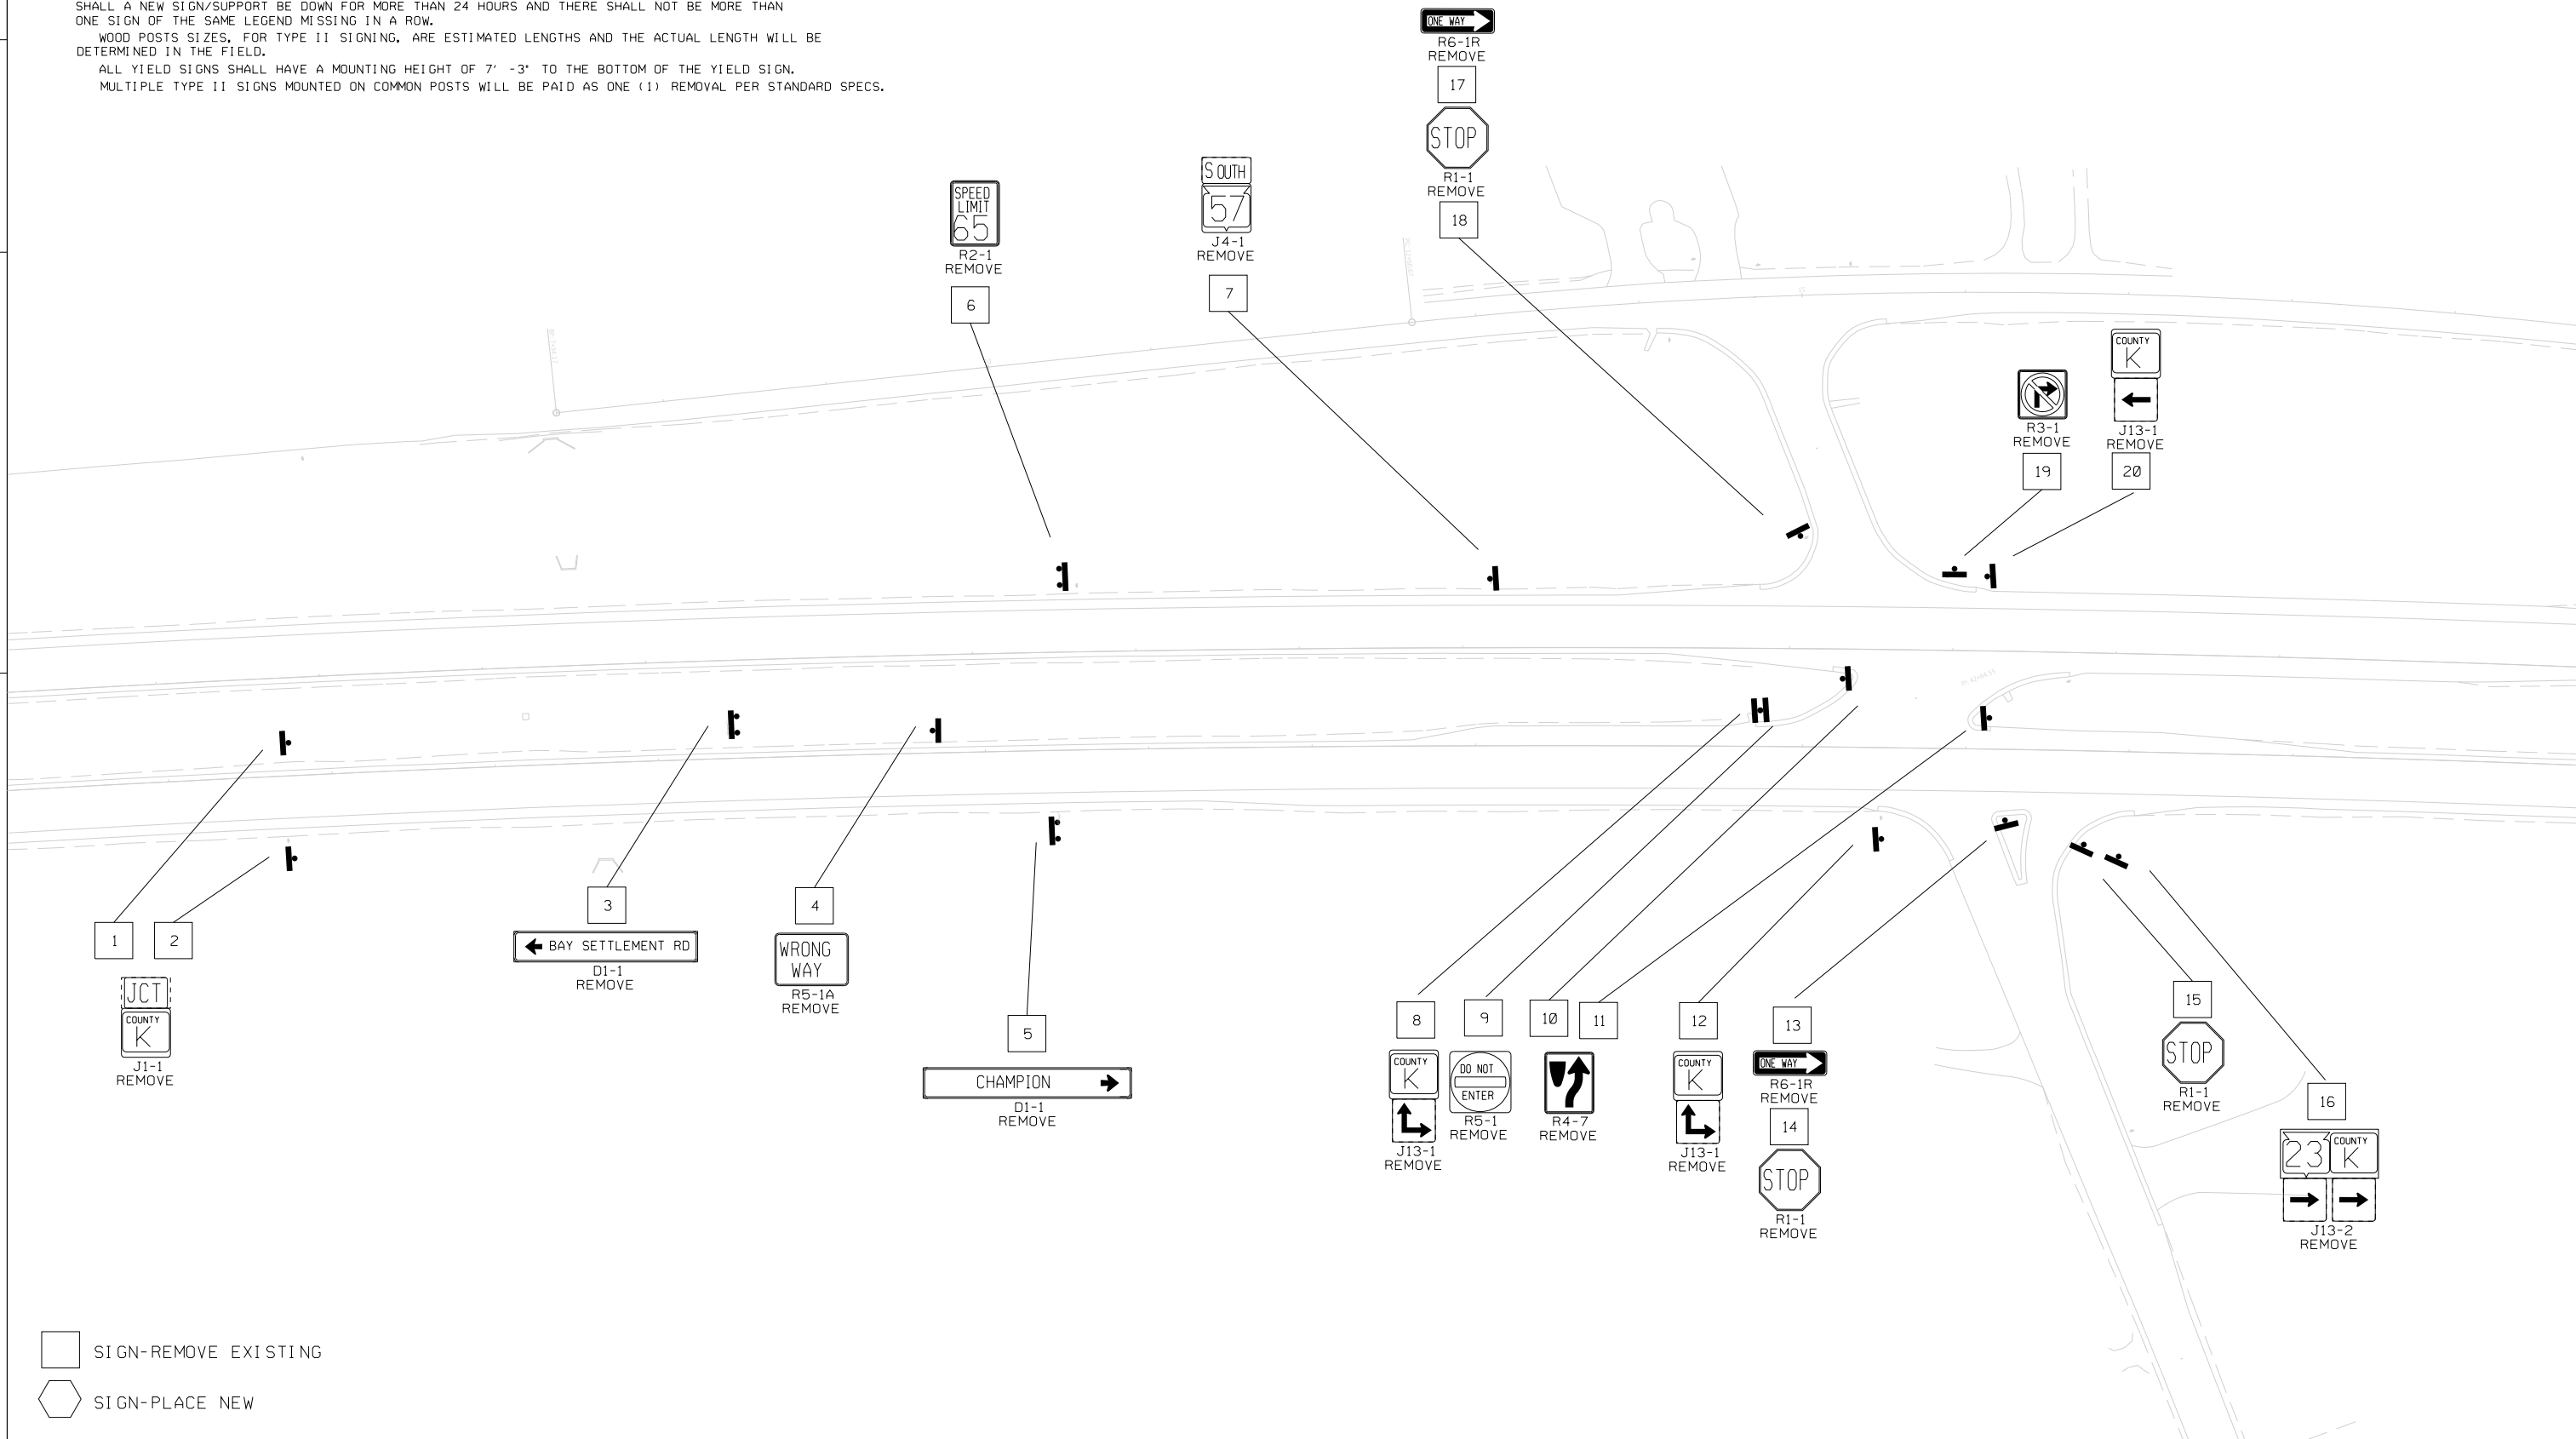 SHALL A NEW SIGN/SUPPORT BE DOWN FOR MORE THAN 24 HOURS AND THERE SHALL NOT BE MORE THAN
ONE SIGN OF THE SAME LEGEND MISSING IN A ROW.
WOOD POSTS SIZES, FOR TYPE II SIGNING, ARE ESTIMATED LENGTHS AND THE ACTUAL LENGTH WILL BE
DETERMINED IN THE FIELD.
ALL YIELD SIGNS SHALL HAVE A MOUNTING HEIGHT OF 7' -3" TO THE BOTTOM OF THE YIELD SIGN.
MULTIPLE TYPE II SIGNS MOUNTED ON COMMON POSTS WILL BE PAID AS ONE (1) REMOVAL PER STANDARD SPECS.
ONE WAY
R6-1R
REMOVE
17
STOP
R1-1
REMOVE
18
SPEED
LIMIT
65
R2-1
REMOVE
6
SOUTH
57
J4-1
REMOVE
7
R3-1
REMOVE
19
COUNTY
K
J13-1
REMOVE
20
1
2
JCT
COUNTY
K
J1-1
REMOVE
3
BAY SETTLEMENT RD
D1-1
REMOVE
4
WRONG
WAY
R5-1A
REMOVE
5
CHAMPION
D1-1
REMOVE
8
COUNTY
K
J13-1
REMOVE
9
DO NOT
ENTER
R5-1
REMOVE
10
11
R4-7
REMOVE
12
COUNTY
K
J13-1
REMOVE
13
ONE WAY
R6-1R
REMOVE
14
STOP
R1-1
REMOVE
15
STOP
R1-1
REMOVE
16
23
COUNTY
K
J13-2
REMOVE
SIGN-REMOVE EXISTING
SIGN-PLACE NEW